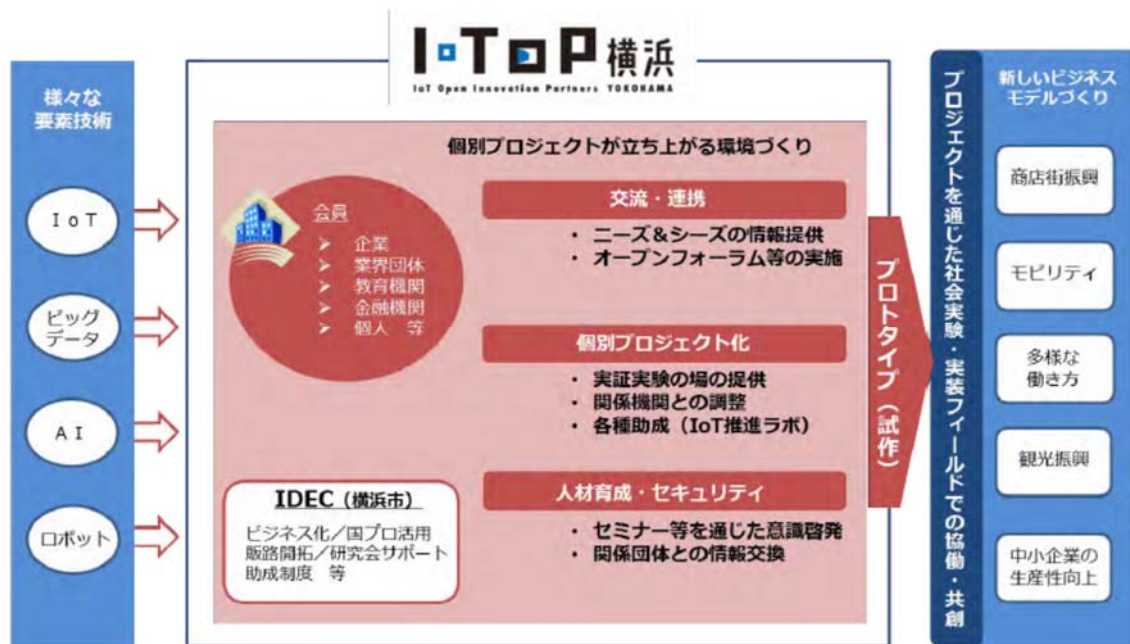 I・ToP横浜
IoT Open Innovation Partners YOKOHAMA
様々な
要素技術
IoT
ビッグ
データ
AI
ロボット
個別プロジェクトが立ち上がる環境づくり
会員
➢ 企業
➢ 業界団体
➢ 教育機関
➢ 金融機関
➢ 個人 等
IDEC（横浜市）
ビジネス化／国プロ活用
販路開拓／研究会サポート
助成制度 等
交流・連携
・ ニーズ＆シーズの情報提供
・ オープンフォーラム等の実施
個別プロジェクト化
・ 実証実験の場の提供
・ 関係機関との調整
・ 各種助成（IoT推進ラボ）
人材育成・セキュリティ
・ セミナー等を通じた意識啓発
・ 関係団体との情報交換
プロトタイプ（試作）
プロジェクトを通じた社会実験・実装フィールドでの協働・共創
新しいビジネス
モデルづくり
商店街振興
モビリティ
多様な
働き方
観光振興
中小企業の
生産性向上